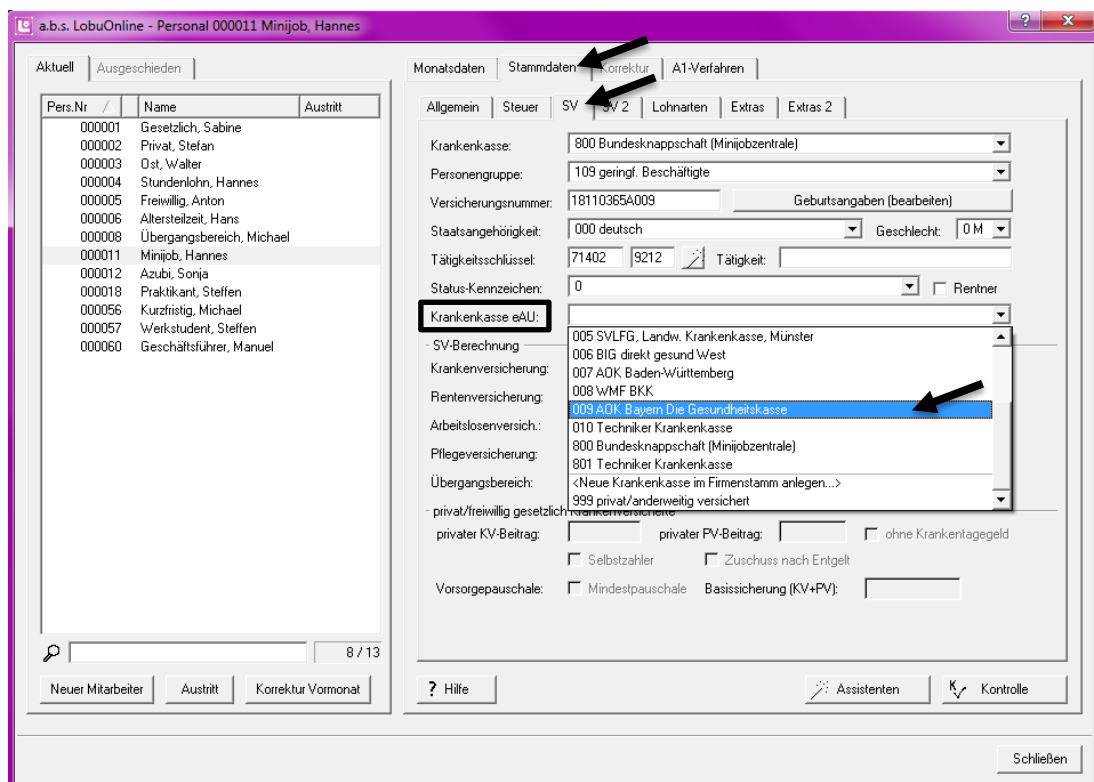 a.b.s. LobuOnline - Personal 000011 Minijob, Hannes
Aktuell Ausgeschieden
Pers.Nr Name Austritt
000001 Gesetzlich, Sabine
000002 Privat, Stefan
000003 Ost, Walter
000004 Stundenlohn, Hannes
000005 Freiwillig, Anton
000006 Altersteilzeit, Hans
000008 Übergangsbereich, Michael
000011 Minijob, Hannes
000012 Azubi, Sonja
000018 Praktikant, Steffen
000056 Kurzfristig, Michael
000057 Werkstudent, Steffen
000060 Geschäftsführer, Manuel
8 / 13
Neuer Mitarbeiter Austritt Korrektur Vormonat
Monatsdaten Stammdaten Korrektur A1-Verfahren
Allgemein Steuer SV SV 2 Lohnarten Extras Extras 2
Krankenkasse: 800 Bundesknappschaft (Minijobzentrale)
Personengruppe: 109 geringf. Beschäftigte
Versicherungsnummer: 18110365A009 Geburtsangaben (bearbeiten)
Staatsangehörigkeit: 000 deutsch Geschlecht: 0 M
Tätigkeitsschlüssel: 71402 9212 Tätigkeit:
Status-Kennzeichen: 0 Rentner
Krankenkasse eAU:
005 SVLFG, Landw. Krankenkasse, Münster
006 BIG direkt gesund West
007 AOK Baden-Württemberg
008 WMF BKK
009 AOK Bayern Die Gesundheitskasse
010 Techniker Krankenkasse
800 Bundesknappschaft (Minijobzentrale)
801 Techniker Krankenkasse
<Neue Krankenkasse im Firmenstamm anlegen...>
999 privat/anderweitig versichert
SV-Berechnung
Krankenversicherung:
Rentenversicherung:
Arbeitslosenversich.:
Pflegeversicherung:
Übergangsbereich:
privat/freiwillig gesetzlich Krankenversicherte
privater KV-Beitrag: privater PV-Beitrag: ohne Krankentagegeld
Selbstzahler Zuschuss nach Entgelt
Vorsorgepauschale: Mindestpauschale Basissicherung (KV+PV):
? Hilfe Assistenten Kontrolle
Schließen